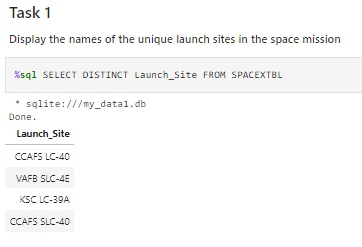 Task 1
Display the names of the unique launch sites in the space mission
%sql SELECT DISTINCT Launch_Site FROM SPACEXTBL
* sqlite:///my_data1.db
Done.
Launch_Site
CCAFS LC-40
VAFB SLC-4E
KSC LC-39A
CCAFS SLC-40